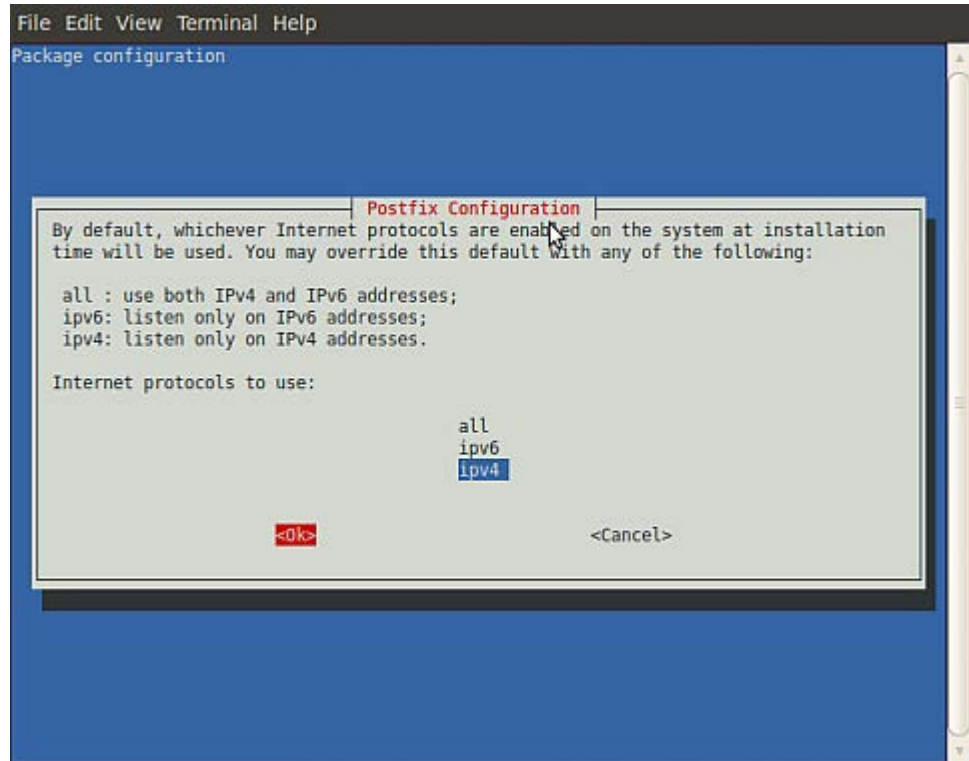 File Edit View Terminal Help
Package configuration
Postfix Configuration
By default, whichever Internet protocols are enabled on the system at installation
time will be used. You may override this default with any of the following:
all : use both IPv4 and IPv6 addresses;
ipv6: listen only on IPv6 addresses;
ipv4: listen only on IPv4 addresses.
Internet protocols to use:
all
ipv6
ipv4
<Ok> <Cancel>